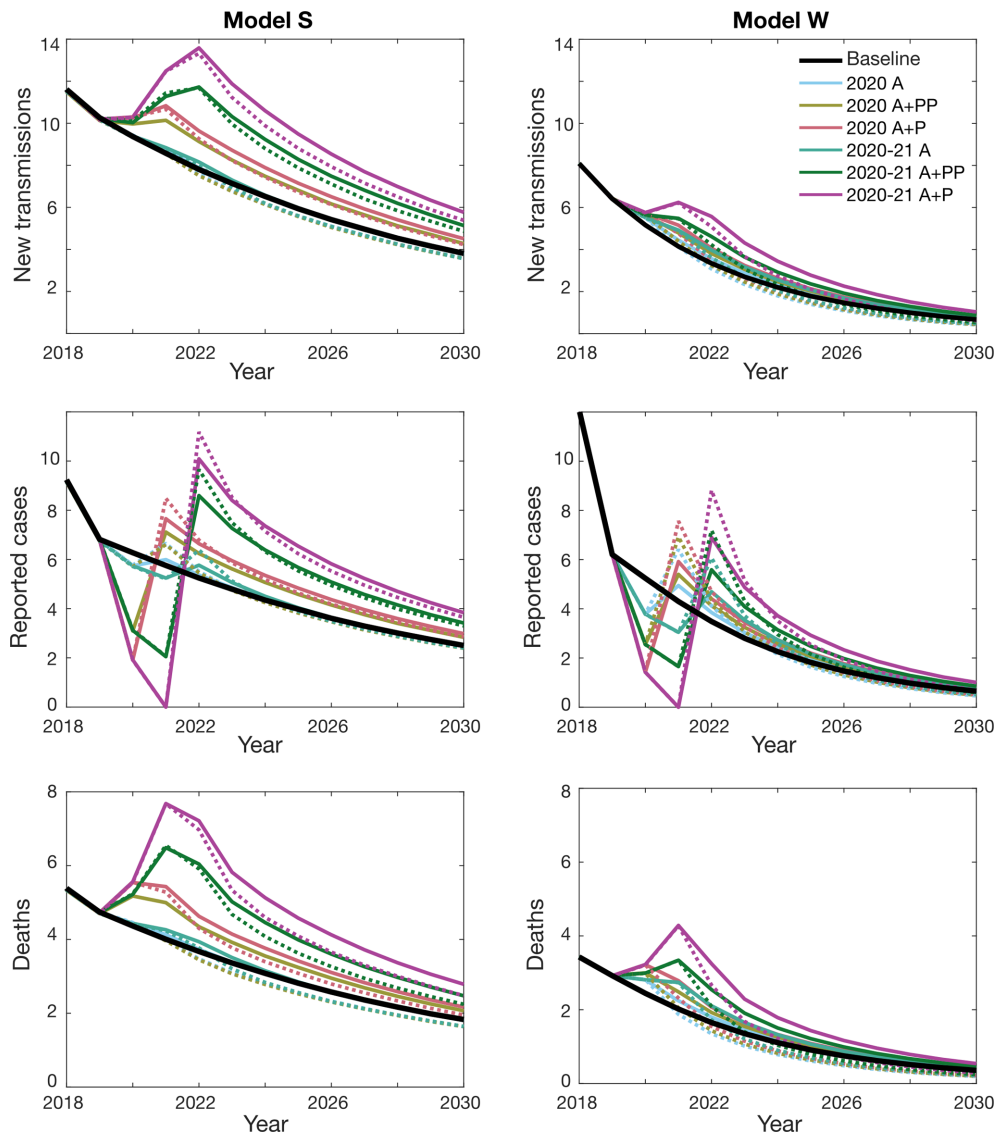 Model S
Model W
New transmissions
14
10
6
2
2018
2022
2026
2030
Year
New transmissions
14
10
6
2
2018
2022
2026
2030
Year
Baseline
2020 A
2020 A+PP
2020 A+P
2020-21 A
2020-21 A+PP
2020-21 A+P
Reported cases
10
8
6
4
2
0
2018
2022
2026
2030
Year
Reported cases
10
8
6
4
2
0
2018
2022
2026
2030
Year
Deaths
8
6
4
2
0
2018
2022
2026
2030
Year
Deaths
8
6
4
2
0
2018
2022
2026
2030
Year